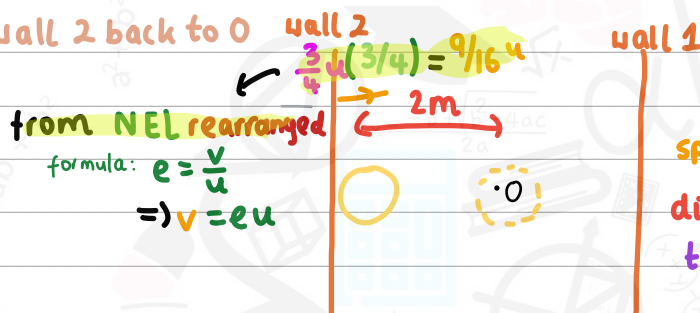 wall 2 back to 0
wall 2
wall 1
3/4 u(3/4) = 9/16 u
from NEL rearranged
2m
formula: e = v/u
=> v = eu
· 0